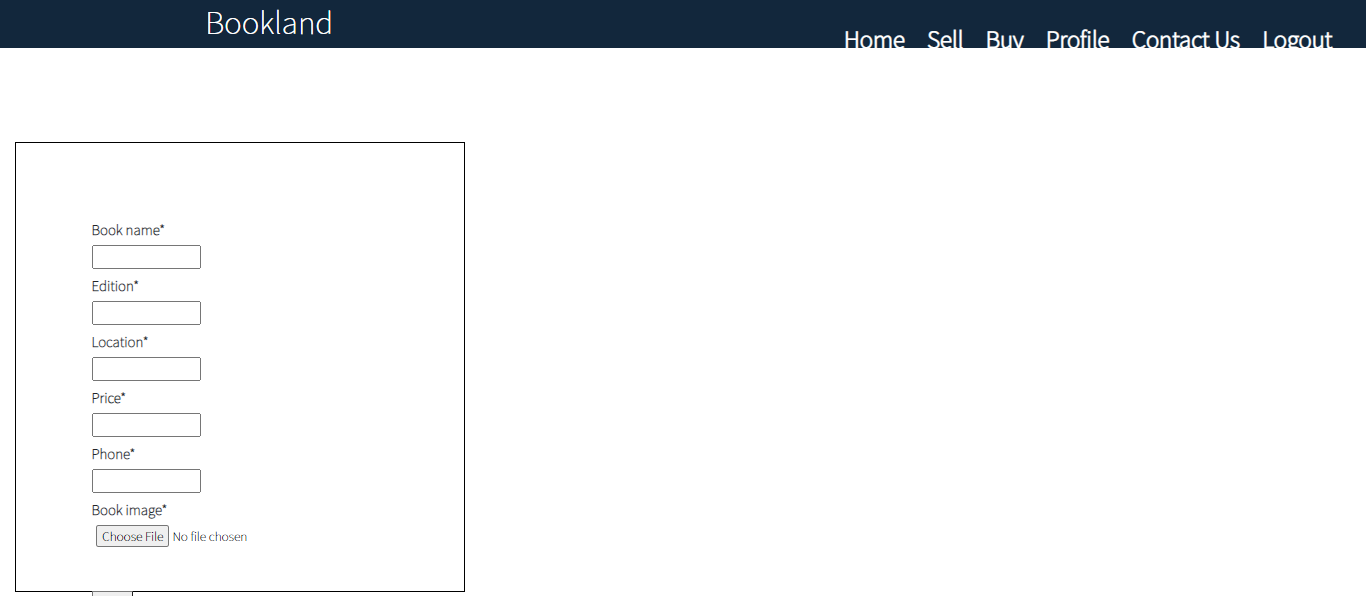 Bookland
Home Sell Buy Profile Contact Us Logout
Book name*
Edition*
Location*
Price*
Phone*
Book image*
Choose File No file chosen